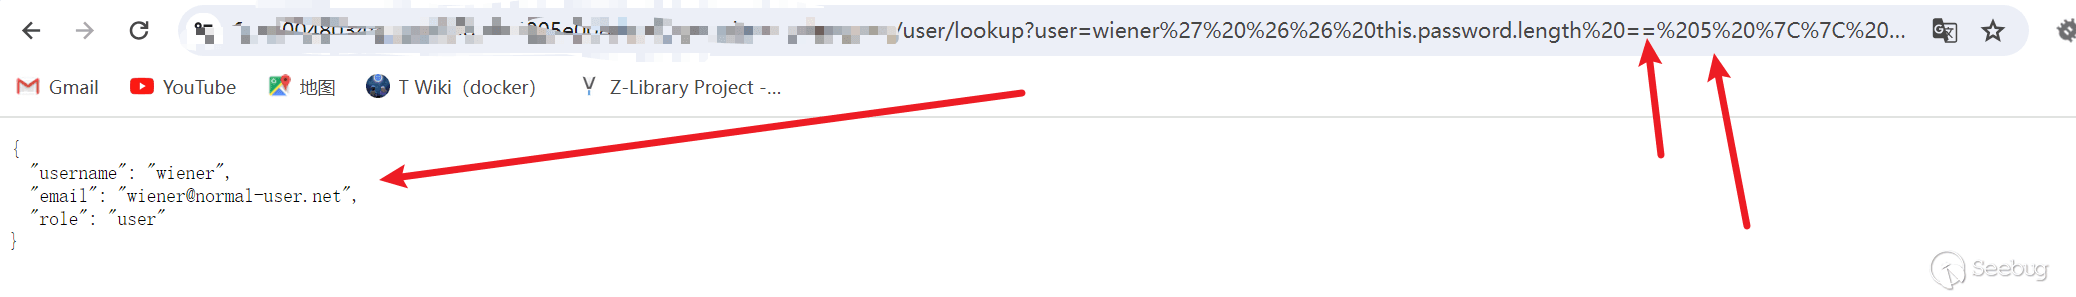 /user/lookup?user=wiener%27%20%26%26%20this.password.length%20==%205%20%7C%7C%20...
Gmail YouTube 地图 T Wiki（docker） Z-Library Project -...
{
"username": "wiener",
"email": "wiener@normal-user.net",
"role": "user"
}
Seebug